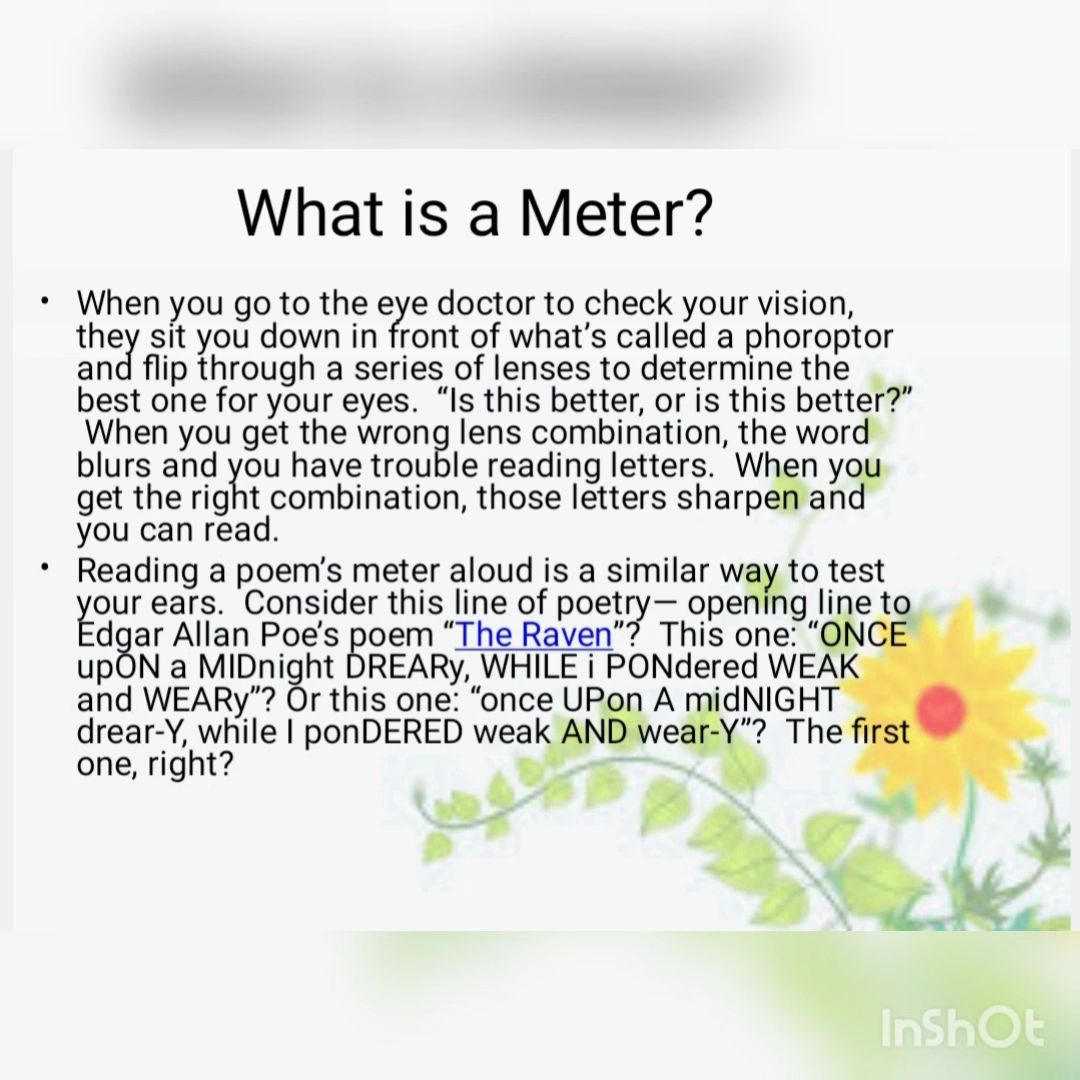 What is a Meter?
• When you go to the eye doctor to check your vision,
they sit you down in front of what’s called a phoroptor
and flip through a series of lenses to determine the
best one for your eyes.  “Is this better, or is this better?”
When you get the wrong lens combination, the word
blurs and you have trouble reading letters.  When you
get the right combination, those letters sharpen and
you can read.
• Reading a poem’s meter aloud is a similar way to test
your ears.  Consider this line of poetry— opening line to
Edgar Allan Poe’s poem “The Raven”?  This one: “ONCE
upON a MIDnight DREARy, WHILE i PONdered WEAK
and WEARy”? Or this one: “once UPon A midNIGHT
drear-Y, while I ponDERED weak AND wear-Y”?  The first
one, right?
InShOt